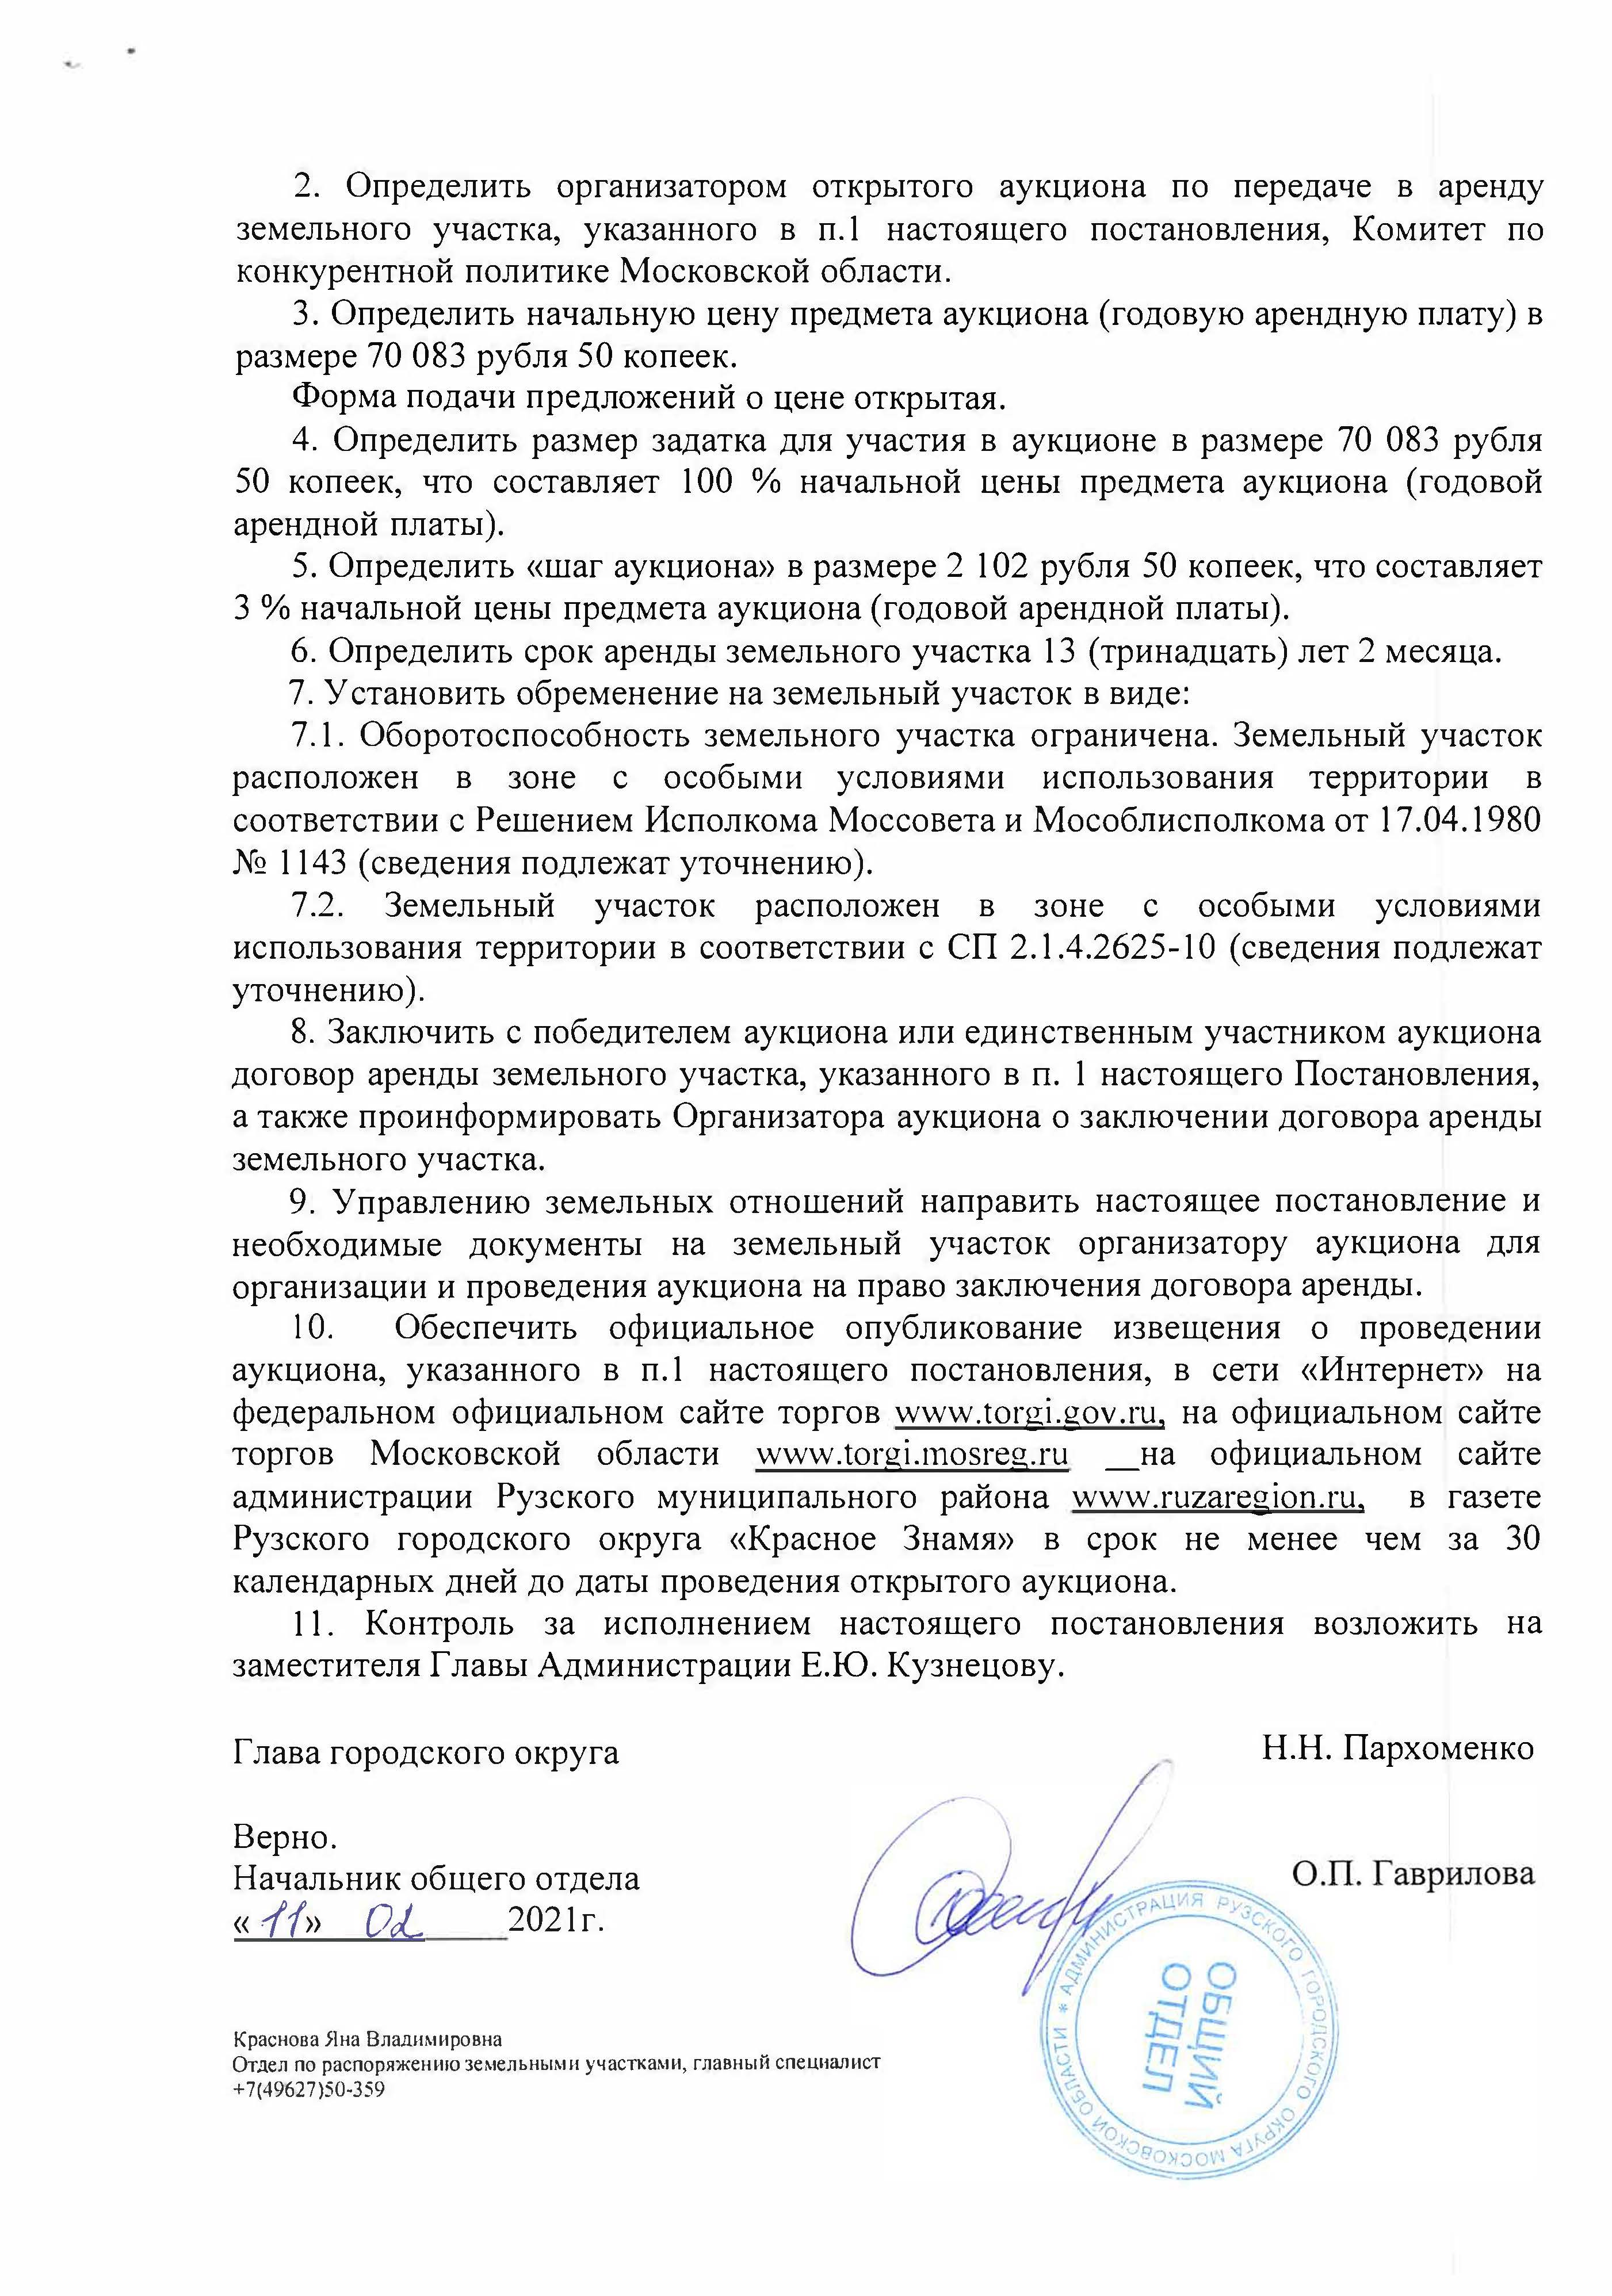 2. Определить организатором открытого аукциона по передаче в аренду
земельного участка, указанного в п.1 настоящего постановления, Комитет по
конкурентной политике Московской области.
3. Определить начальную цену предмета аукциона (годовую арендную плату) в
размере 70 083 рубля 50 копеек.
Форма подачи предложений о цене открытая.
4. Определить размер задатка для участия в аукционе в размере 70 083 рубля
50 копеек, что составляет 100 % начальной цены предмета аукциона (годовой
арендной платы).
5. Определить «шаг аукциона» в размере 2 102 рубля 50 копеек, что составляет
3 % начальной цены предмета аукциона (годовой арендной платы).
6. Определить срок аренды земельного участка 13 (тринадцать) лет 2 месяца.
7. Установить обременение на земельный участок в виде:
7.1. Оборотоспособность земельного участка ограничена. Земельный участок
расположен в зоне с особыми условиями использования территории в
соответствии с Решением Исполкома Моссовета и Мособлисполкома от 17.04.1980
№ 1143 (сведения подлежат уточнению).
7.2. Земельный участок расположен в зоне с особыми условиями
использования территории в соответствии с СП 2.1.4.2625-10 (сведения подлежат
уточнению).
8. Заключить с победителем аукциона или единственным участником аукциона
договор аренды земельного участка, указанного в п. 1 настоящего Постановления,
а также проинформировать Организатора аукциона о заключении договора аренды
земельного участка.
9. Управлению земельных отношений направить настоящее постановление и
необходимые документы на земельный участок организатору аукциона для
организации и проведения аукциона на право заключения договора аренды.
10. Обеспечить официальное опубликование извещения о проведении
аукциона, указанного в п.1 настоящего постановления, в сети «Интернет» на
федеральном официальном сайте торгов www.torgi.gov.ru, на официальном сайте
торгов Московской области www.torgi.mosreg.ru __на официальном сайте
администрации Рузского муниципального района www.ruzaregion.ru, в газете
Рузского городского округа «Красное Знамя» в срок не менее чем за 30
календарных дней до даты проведения открытого аукциона.
11. Контроль за исполнением настоящего постановления возложить на
заместителя Главы Администрации Е.Ю. Кузнецову.
Глава городского округа Н.Н. Пархоменко
Верно.
Начальник общего отдела О.П. Гаврилова
«11» 02 2021г.
Краснова Яна Владимировна
Отдел по распоряжению земельными участками, главный специалист
+7(49627)50-359
* АДМИНИСТРАЦИЯ РУЗСКОГО ГОРОДСКОГО ОКРУГА МОСКОВСКОЙ ОБЛАСТИ
ОБЩИЙ
ОТДЕЛ